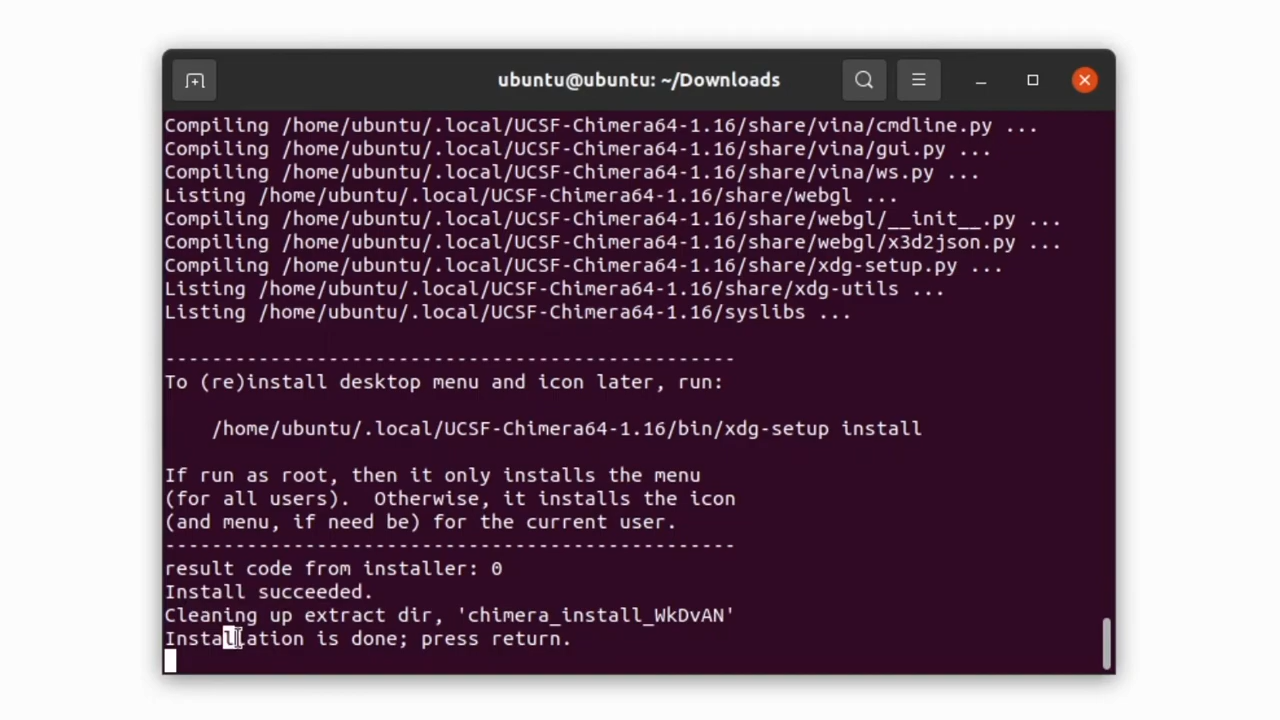 ubuntu@ubuntu: ~/Downloads
Compiling /home/ubuntu/.local/UCSF-Chimera64-1.16/share/vina/cmdline.py ...
Compiling /home/ubuntu/.local/UCSF-Chimera64-1.16/share/vina/gui.py ...
Compiling /home/ubuntu/.local/UCSF-Chimera64-1.16/share/vina/ws.py ...
Listing /home/ubuntu/.local/UCSF-Chimera64-1.16/share/webgl ...
Compiling /home/ubuntu/.local/UCSF-Chimera64-1.16/share/webgl/__init__.py ...
Compiling /home/ubuntu/.local/UCSF-Chimera64-1.16/share/webgl/x3d2json.py ...
Compiling /home/ubuntu/.local/UCSF-Chimera64-1.16/share/xdg-setup.py ...
Listing /home/ubuntu/.local/UCSF-Chimera64-1.16/share/xdg-utils ...
Listing /home/ubuntu/.local/UCSF-Chimera64-1.16/syslibs ...
-------------------------------------------------
To (re)install desktop menu and icon later, run:
/home/ubuntu/.local/UCSF-Chimera64-1.16/bin/xdg-setup install
If run as root, then it only installs the menu
(for all users).  Otherwise, it installs the icon
(and menu, if need be) for the current user.
-------------------------------------------------
result code from installer: 0
Install succeeded.
Cleaning up extract dir, 'chimera_install_WkDvAN'
Installation is done; press return.